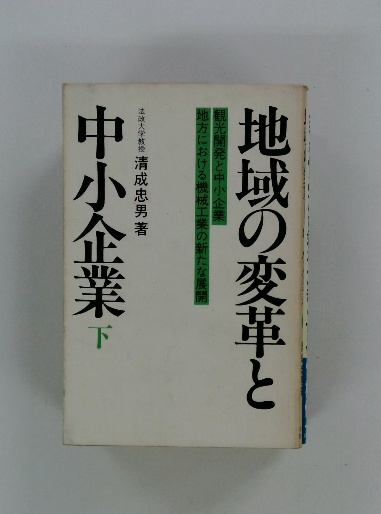 地域の変革と
観光開発と中小企業
地方における機械工業の新たな展開
法政大学教授 清成忠男著
中小企業 下